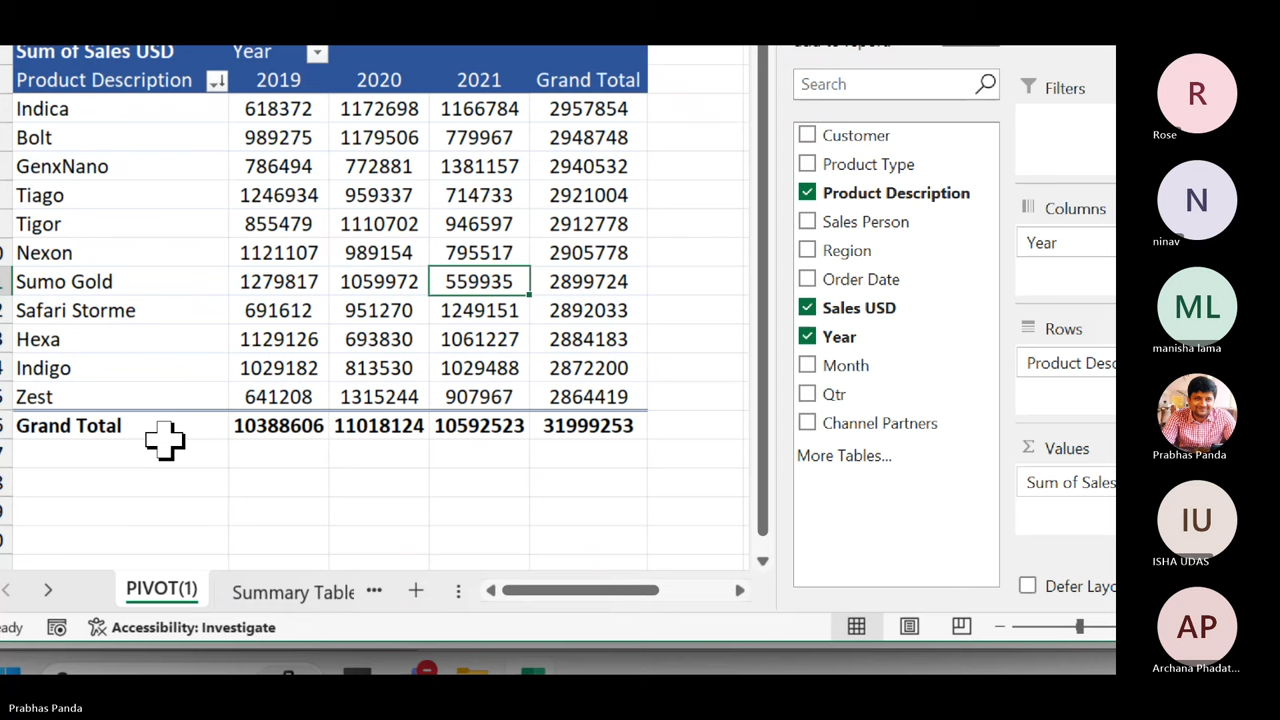 Sum of Sales USD Year
Product Description 2019 2020 2021 Grand Total
Indica 618372 1172698 1166784 2957854
Bolt 989275 1179506 779967 2948748
GenxNano 786494 772881 1381157 2940532
Tiago 1246934 959337 714733 2921004
Tigor 855479 1110702 946597 2912778
Nexon 1121107 989154 795517 2905778
Sumo Gold 1279817 1059972 559935 2899724
Safari Storme 691612 951270 1249151 2892033
Hexa 1129126 693830 1061227 2884183
Indigo 1029182 813530 1029488 2872200
Zest 641208 1315244 907967 2864419
Grand Total 10388606 11018124 10592523 31999253
PIVOT(1) Summary Table ...
Accessibility: Investigate
Search
Customer
Product Type
Product Description
Sales Person
Region
Order Date
Sales USD
Year
Month
Qtr
Channel Partners
More Tables...
Filters
Columns
Year
Rows
Product Desc
Σ Values
Sum of Sales
Defer Layo
R
Rose
N
ninav
ML
manisha lama
Prabhas Panda
IU
ISHA UDAS
AP
Archana Phadat...
Prabhas Panda